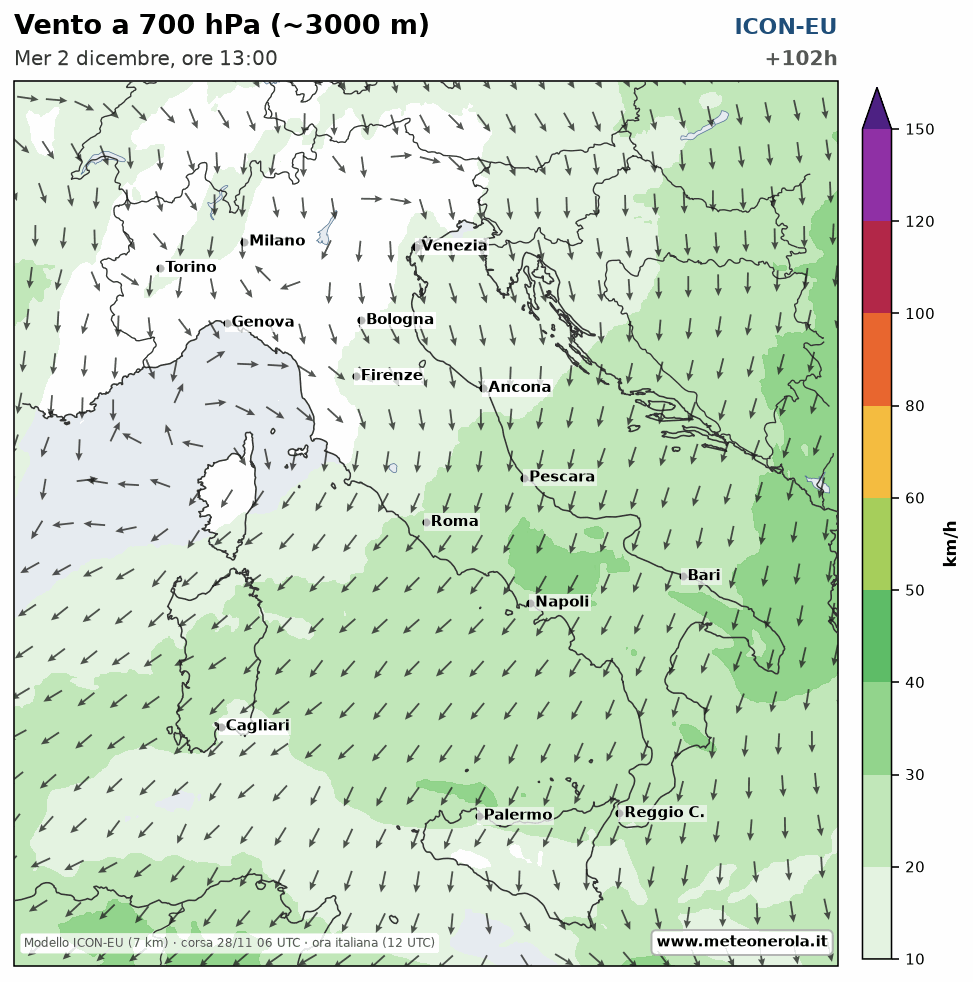 Vento a 700 hPa (~3000 m)
ICON-EU
Mer 2 dicembre, ore 13:00
+102h
150
120
100
80
60
50
40
30
20
10
km/h
Milano
Venezia
Torino
Genova
Bologna
Firenze
Ancona
Pescara
Roma
Bari
Napoli
Cagliari
Palermo
Reggio C.
Modello ICON-EU (7 km) · corsa 28/11 06 UTC · ora italiana (12 UTC)
www.meteonerola.it